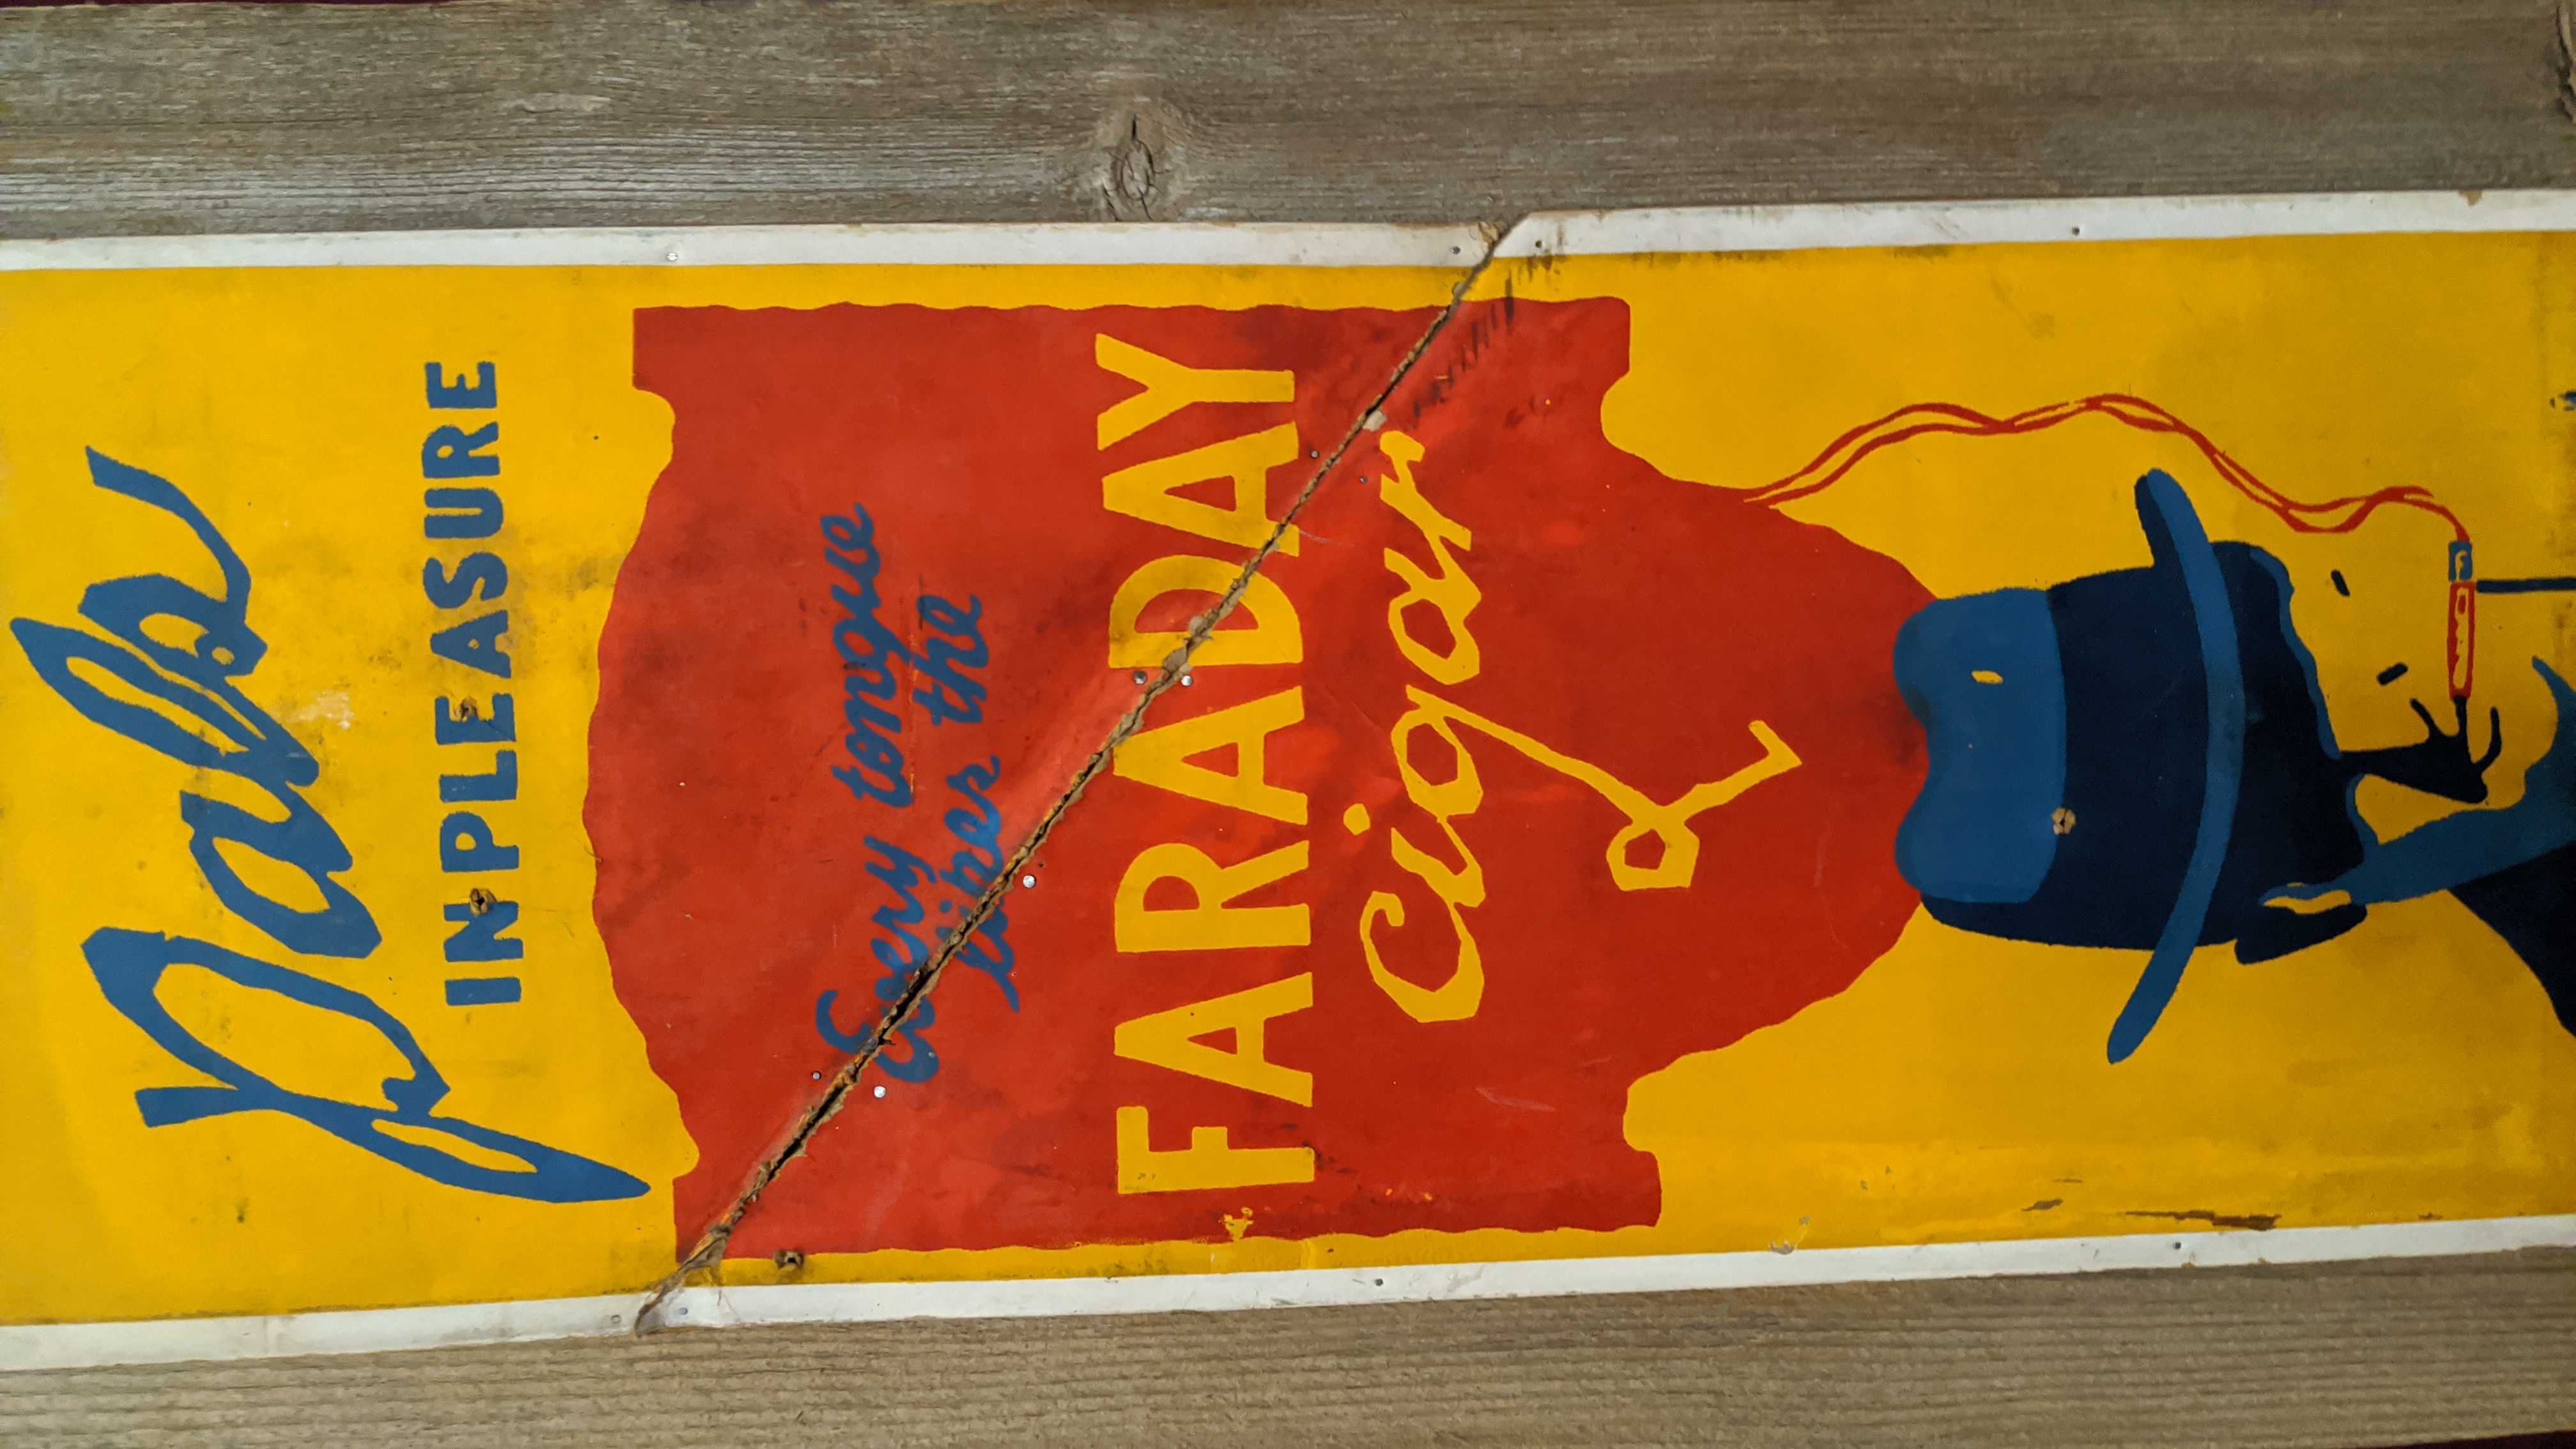 Pals
IN PLEASURE
Every tongue
likes the
FARADAY
Cigar
F